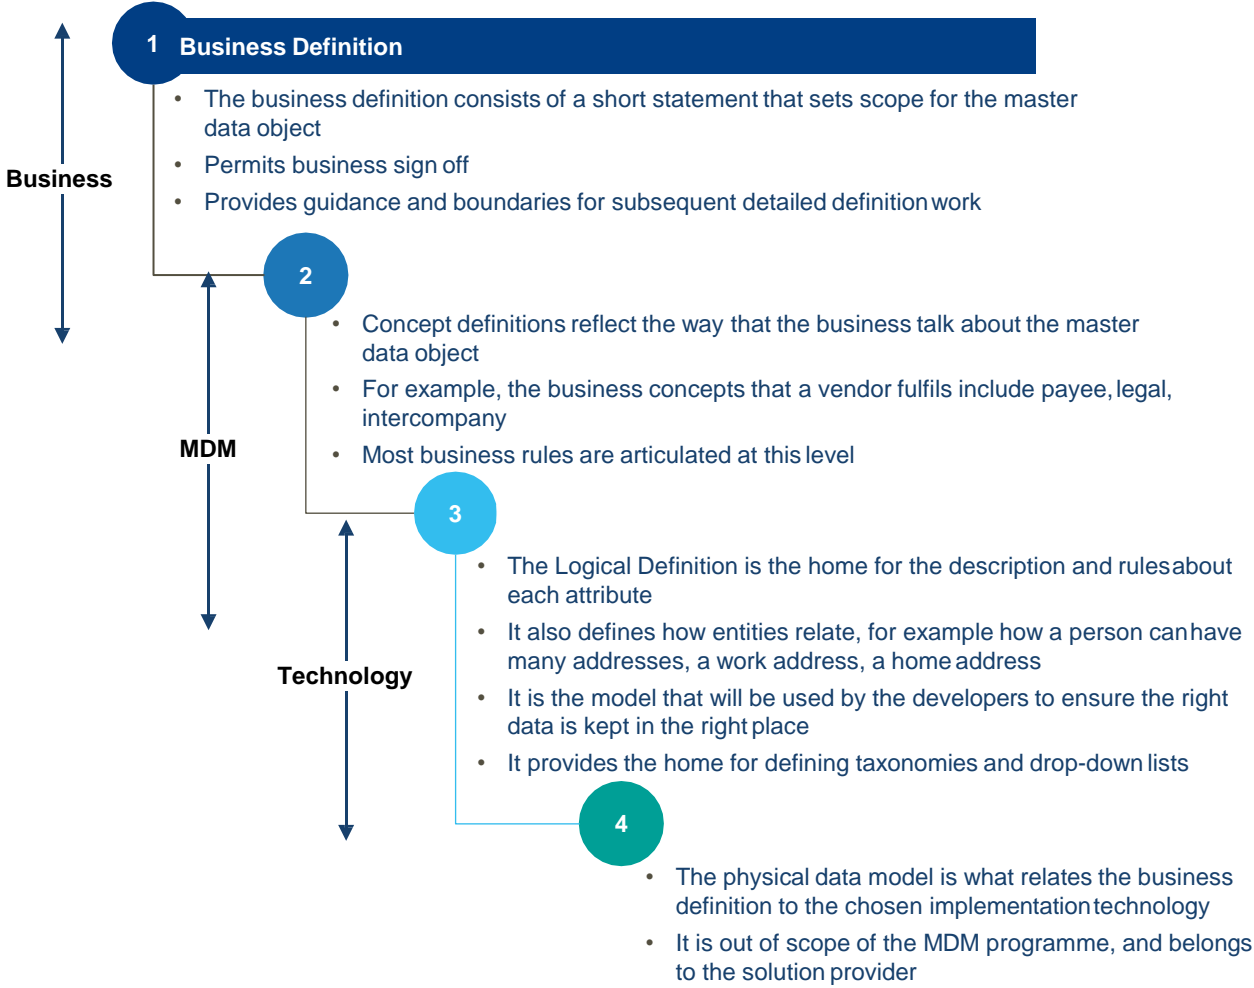 1 Business Definition
• The business definition consists of a short statement that sets scope for the master
data object
• Permits business sign off
Business
• Provides guidance and boundaries for subsequent detailed definition work
2
• Concept definitions reflect the way that the business talk about the master
data object
• For example, the business concepts that a vendor fulfils include payee, legal,
intercompany
MDM
• Most business rules are articulated at this level
3
• The Logical Definition is the home for the description and rules about
each attribute
• It also defines how entities relate, for example how a person can have
many addresses, a work address, a home address
Technology
• It is the model that will be used by the developers to ensure the right
data is kept in the right place
• It provides the home for defining taxonomies and drop-down lists
4
• The physical data model is what relates the business
definition to the chosen implementation technology
• It is out of scope of the MDM programme, and belongs
to the solution provider